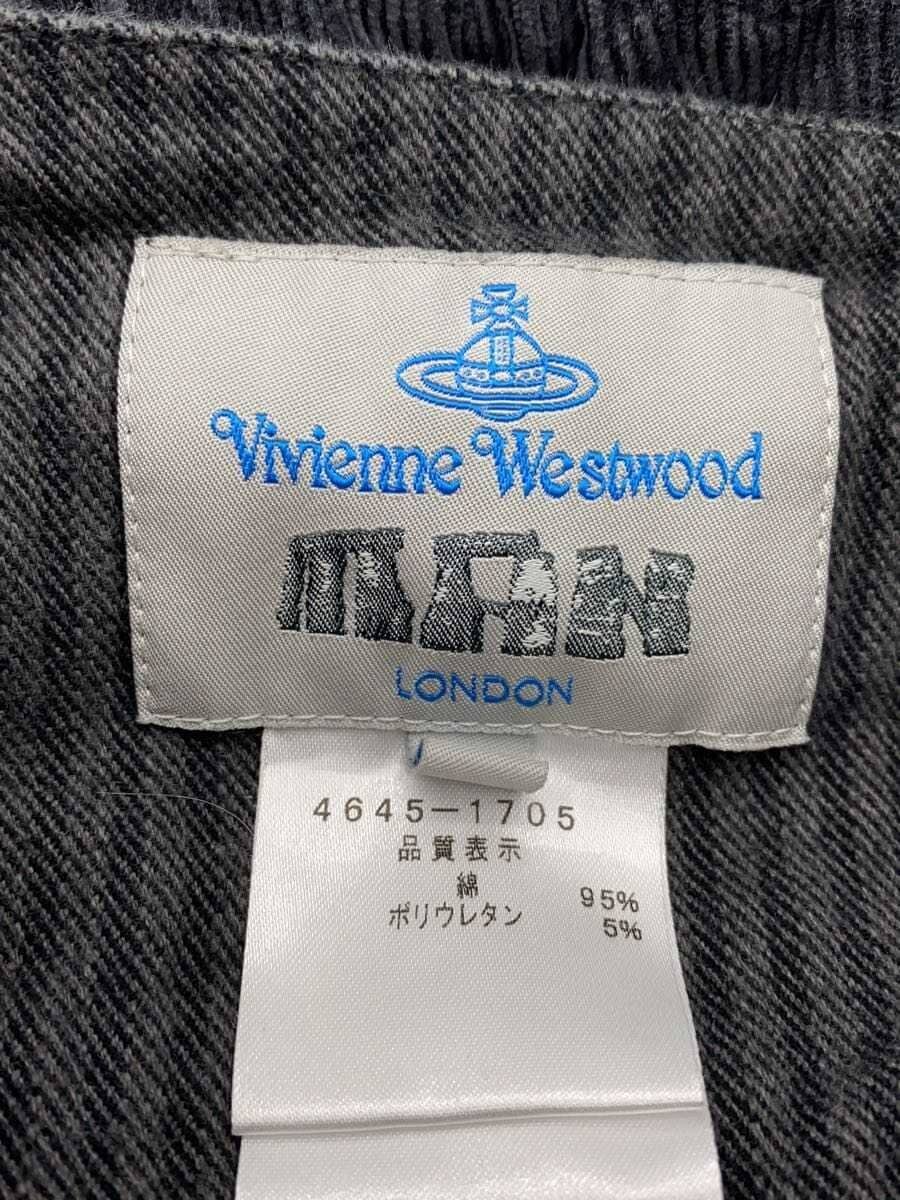 Vivienne Westwood
MAN
LONDON
4645-1705
品質表示
綿 95%
ポリウレタン 5%